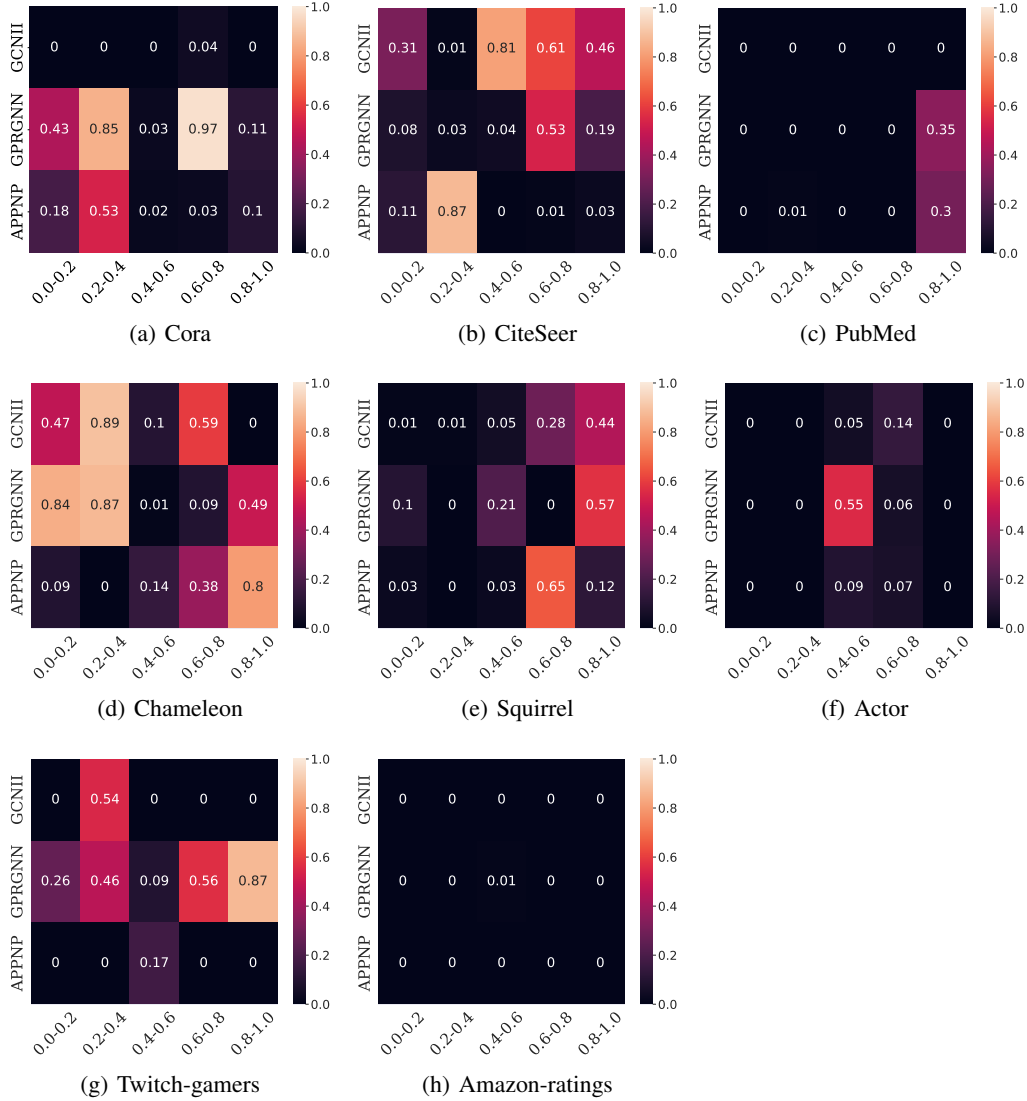 GCNII 0 0 0 0.04 0
GPRGNN 0.43 0.85 0.03 0.97 0.11
APPNP 0.18 0.53 0.02 0.03 0.1
0.0-0.2 0.2-0.4 0.4-0.6 0.6-0.8 0.8-1.0
1.0
0.8
0.6
0.4
0.2
0.0
(a) Cora
GCNII 0.31 0.01 0.81 0.61 0.46
GPRGNN 0.08 0.03 0.04 0.53 0.19
APPNP 0.11 0.87 0 0.01 0.03
0.0-0.2 0.2-0.4 0.4-0.6 0.6-0.8 0.8-1.0
1.0
0.8
0.6
0.4
0.2
0.0
(b) CiteSeer
GCNII 0 0 0 0 0
GPRGNN 0 0 0 0 0.35
APPNP 0 0.01 0 0 0.3
0.0-0.2 0.2-0.4 0.4-0.6 0.6-0.8 0.8-1.0
1.0
0.8
0.6
0.4
0.2
0.0
(c) PubMed
GCNII 0.47 0.89 0.1 0.59 0
GPRGNN 0.84 0.87 0.01 0.09 0.49
APPNP 0.09 0 0.14 0.38 0.8
0.0-0.2 0.2-0.4 0.4-0.6 0.6-0.8 0.8-1.0
1.0
0.8
0.6
0.4
0.2
0.0
(d) Chameleon
GCNII 0.01 0.01 0.05 0.28 0.44
GPRGNN 0.1 0 0.21 0 0.57
APPNP 0.03 0 0.03 0.65 0.12
0.0-0.2 0.2-0.4 0.4-0.6 0.6-0.8 0.8-1.0
1.0
0.8
0.6
0.4
0.2
0.0
(e) Squirrel
GCNII 0 0 0.05 0.14 0
GPRGNN 0 0 0.55 0.06 0
APPNP 0 0 0.09 0.07 0
0.0-0.2 0.2-0.4 0.4-0.6 0.6-0.8 0.8-1.0
1.0
0.8
0.6
0.4
0.2
0.0
(f) Actor
GCNII 0 0.54 0 0 0
GPRGNN 0.26 0.46 0.09 0.56 0.87
APPNP 0 0 0.17 0 0
0.0-0.2 0.2-0.4 0.4-0.6 0.6-0.8 0.8-1.0
1.0
0.8
0.6
0.4
0.2
0.0
(g) Twitch-gamers
GCNII 0 0 0 0 0
GPRGNN 0 0 0.01 0 0
APPNP 0 0 0 0 0
0.0-0.2 0.2-0.4 0.4-0.6 0.6-0.8 0.8-1.0
1.0
0.8
0.6
0.4
0.2
0.0
(h) Amazon-ratings